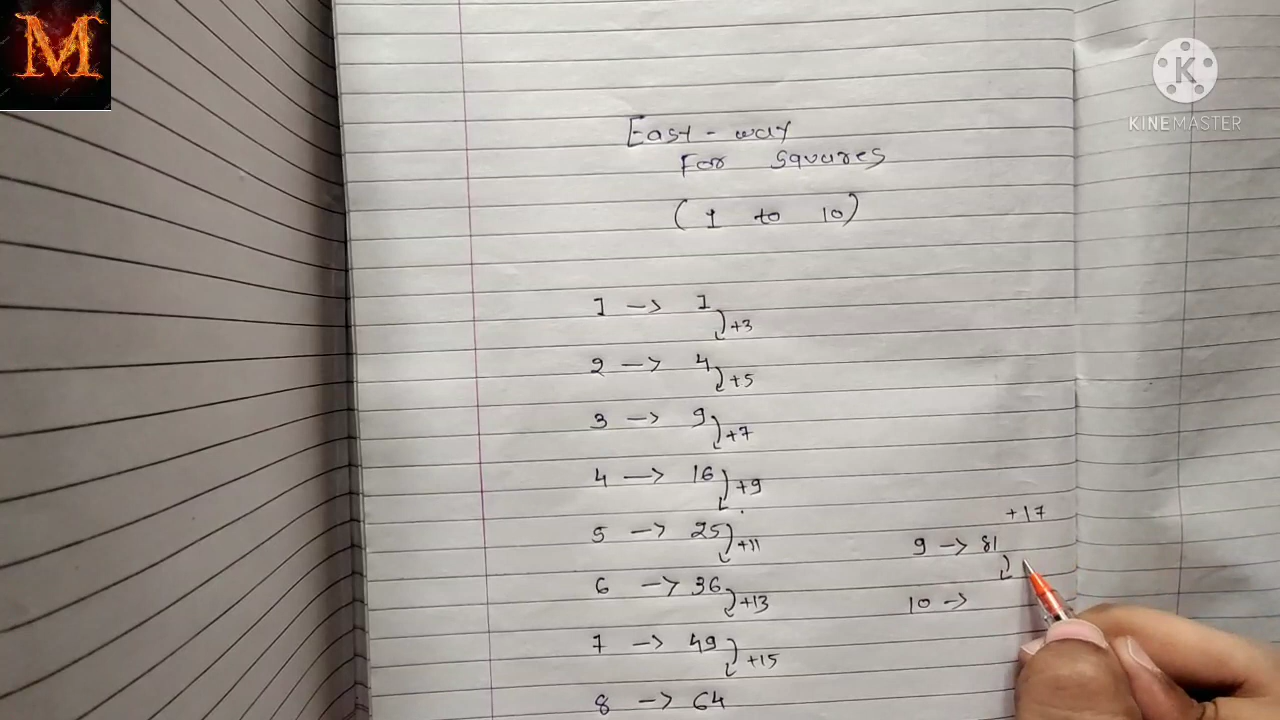 M
K
KINEMASTER
Easy-way
For Squares
(1 to 10)
1 -> 1
+3
2 -> 4
+5
3 -> 9
+7
4 -> 16
+9
5 -> 25
+11
6 -> 36
+13
7 -> 49
+15
8 -> 64
+17
9 -> 81
10 ->